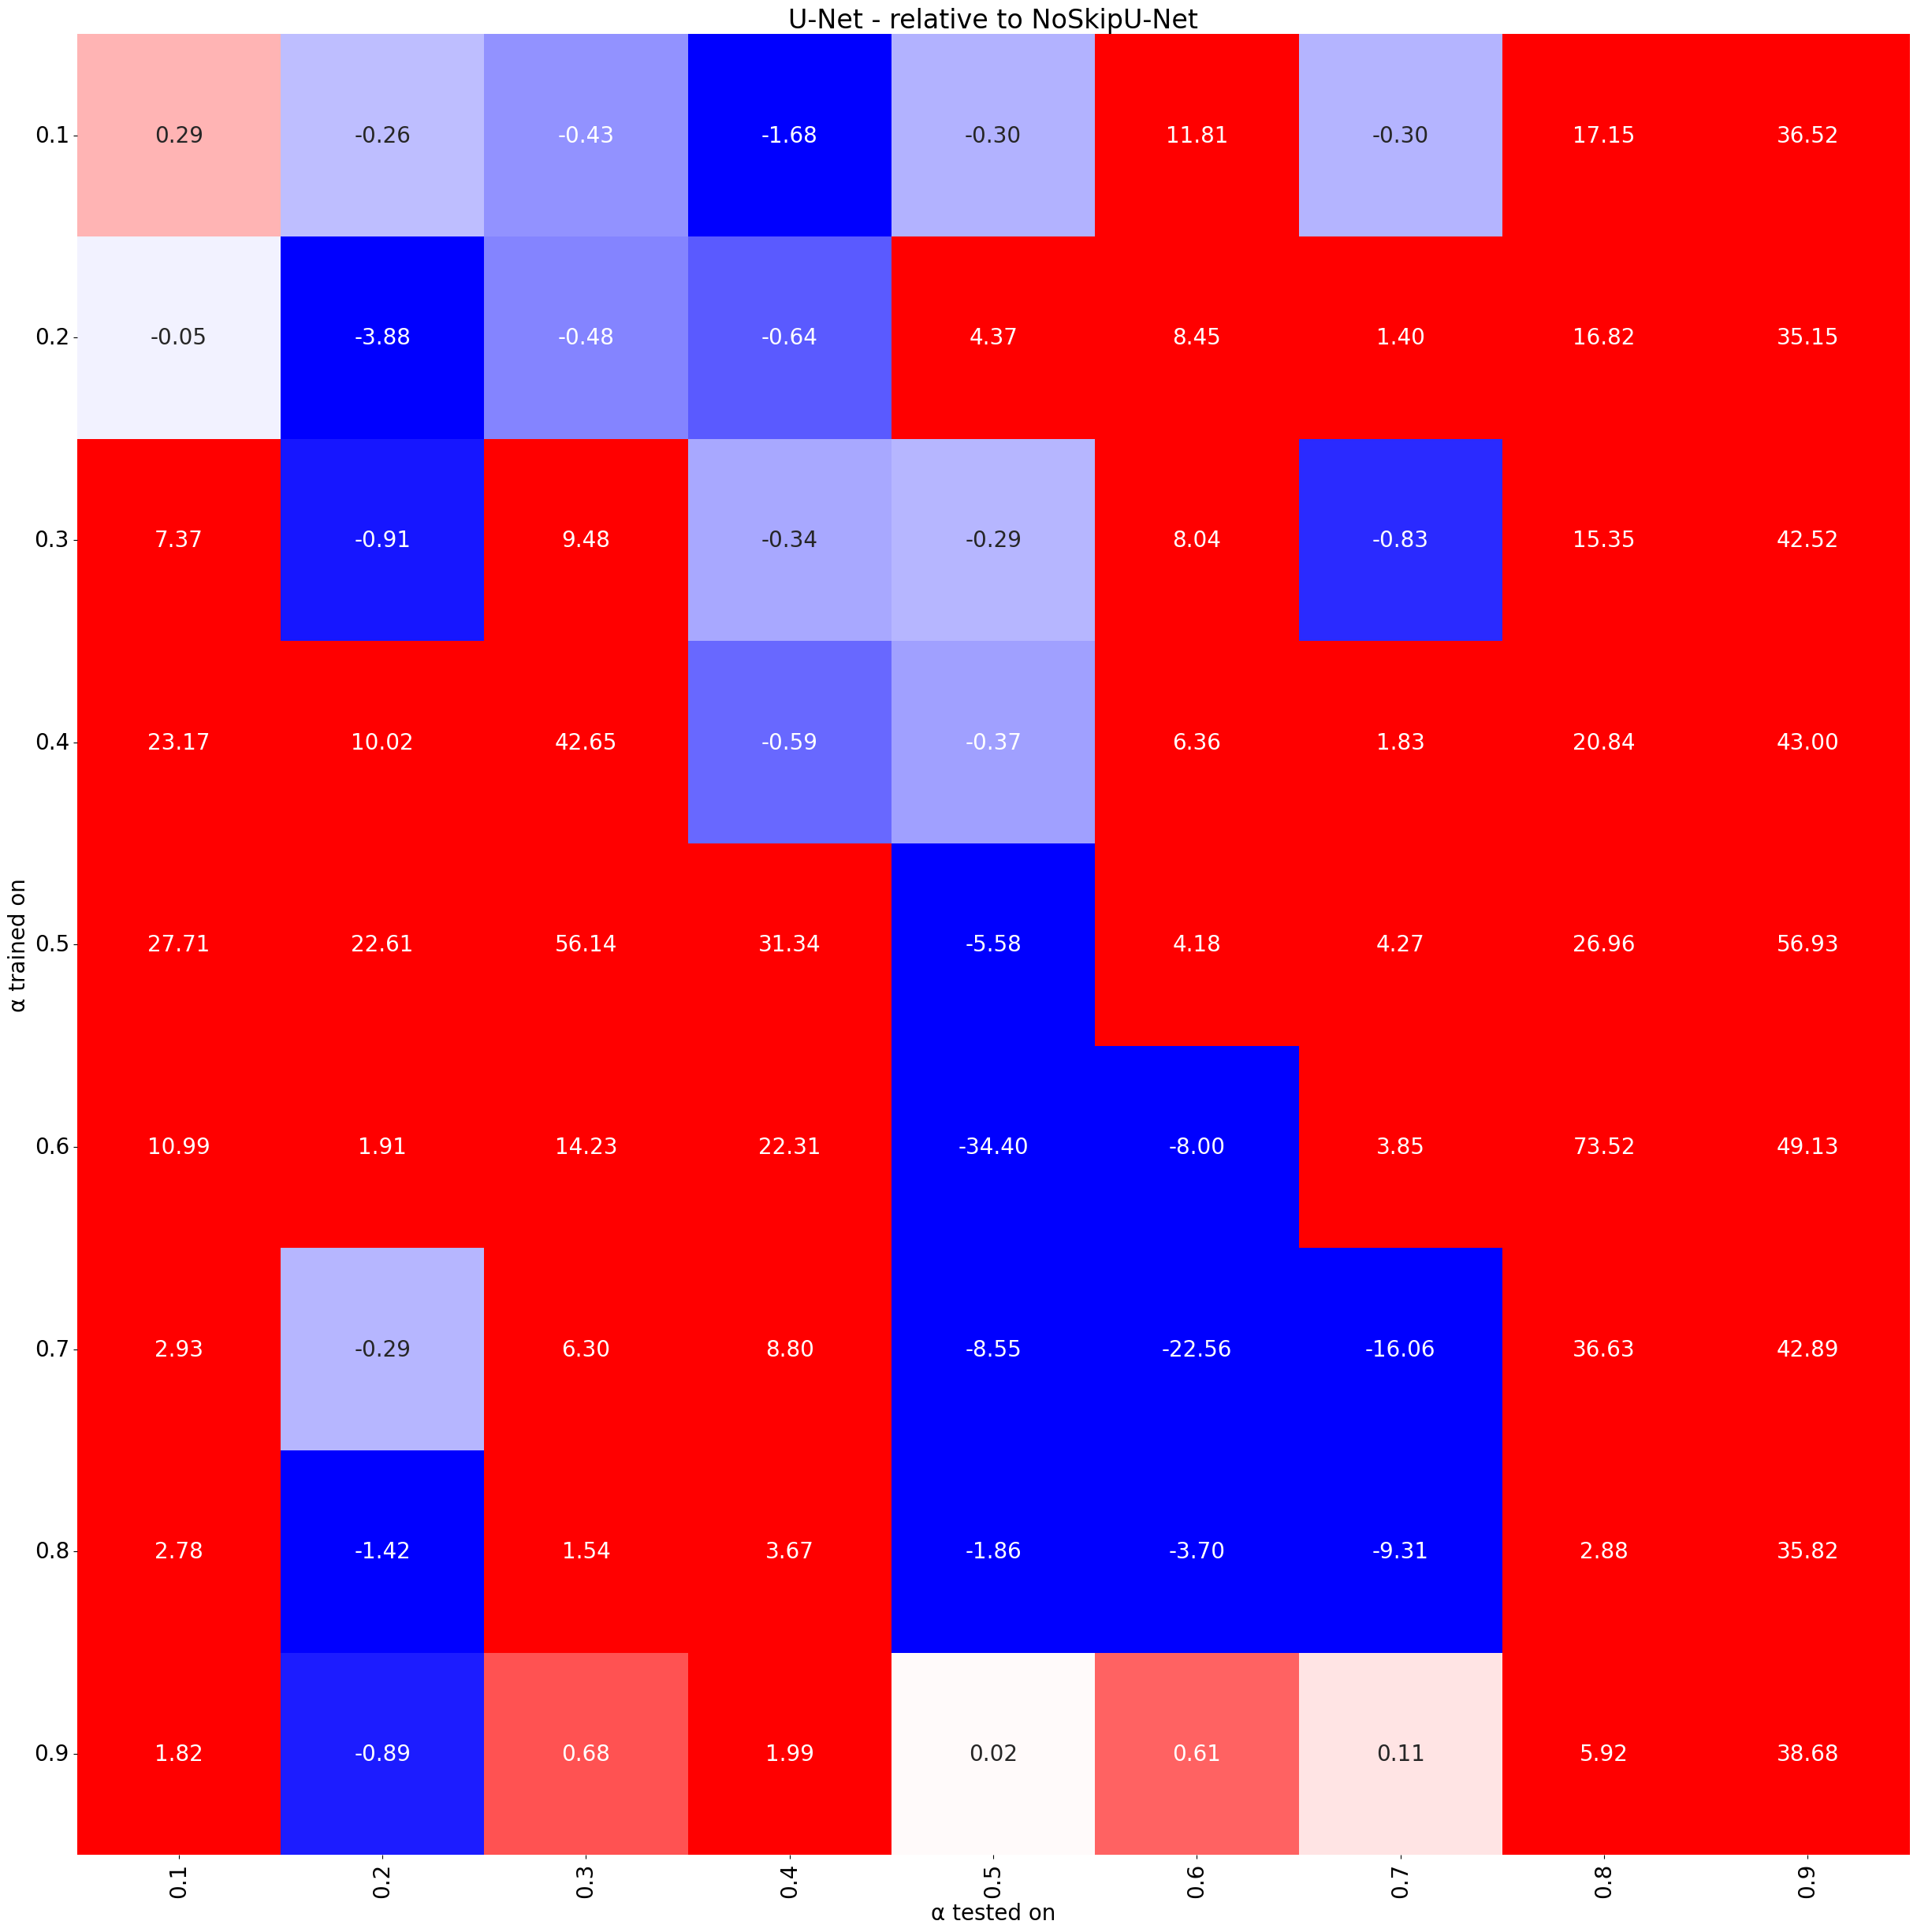 U-Net - relative to NoSkipU-Net
0.1 0.29 -0.26 -0.43 -1.68 -0.30 11.81 -0.30 17.15 36.52
0.2 -0.05 -3.88 -0.48 -0.64 4.37 8.45 1.40 16.82 35.15
0.3 7.37 -0.91 9.48 -0.34 -0.29 8.04 -0.83 15.35 42.52
0.4 23.17 10.02 42.65 -0.59 -0.37 6.36 1.83 20.84 43.00
0.5 27.71 22.61 56.14 31.34 -5.58 4.18 4.27 26.96 56.93
0.6 10.99 1.91 14.23 22.31 -34.40 -8.00 3.85 73.52 49.13
0.7 2.93 -0.29 6.30 8.80 -8.55 -22.56 -16.06 36.63 42.89
0.8 2.78 -1.42 1.54 3.67 -1.86 -3.70 -9.31 2.88 35.82
0.9 1.82 -0.89 0.68 1.99 0.02 0.61 0.11 5.92 38.68
α trained on
0.1 0.2 0.3 0.4 0.5 0.6 0.7 0.8 0.9
α tested on